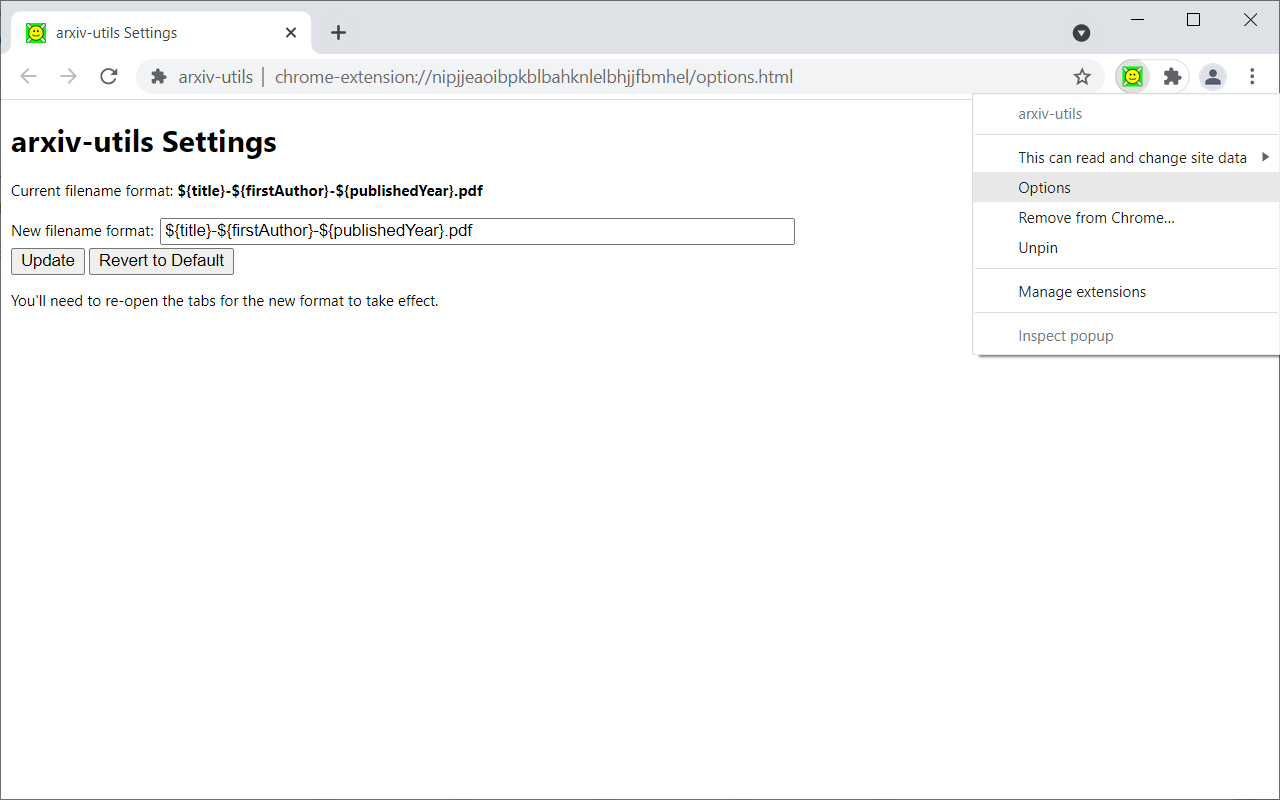 arxiv-utils Settings
arxiv-utils | chrome-extension://nipjjeaoibpkblbahknlelbhjjfbmhel/options.html
arxiv-utils Settings
Current filename format: ${title}-${firstAuthor}-${publishedYear}.pdf
New filename format: ${title}-${firstAuthor}-${publishedYear}.pdf
Update Revert to Default
You'll need to re-open the tabs for the new format to take effect.
arxiv-utils
This can read and change site data
Options
Remove from Chrome...
Unpin
Manage extensions
Inspect popup